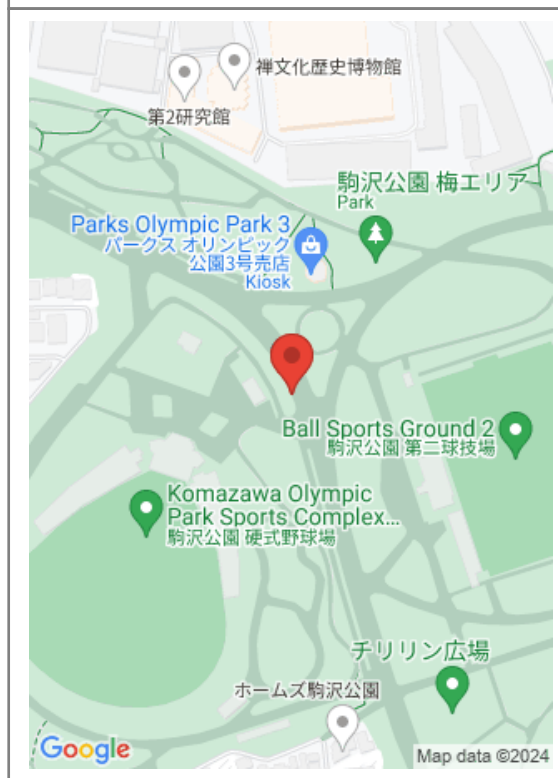 禅文化歴史博物館
第2研究館
駒沢公園 梅エリア
Park
Parks Olympic Park 3
パークス オリンピック
公園3号売店
Kiosk
Ball Sports Ground 2
駒沢公園 第二球技場
Komazawa Olympic
Park Sports Complex...
駒沢公園 硬式野球場
チリリン広場
ホームズ駒沢公園
Google
Map data ©2024